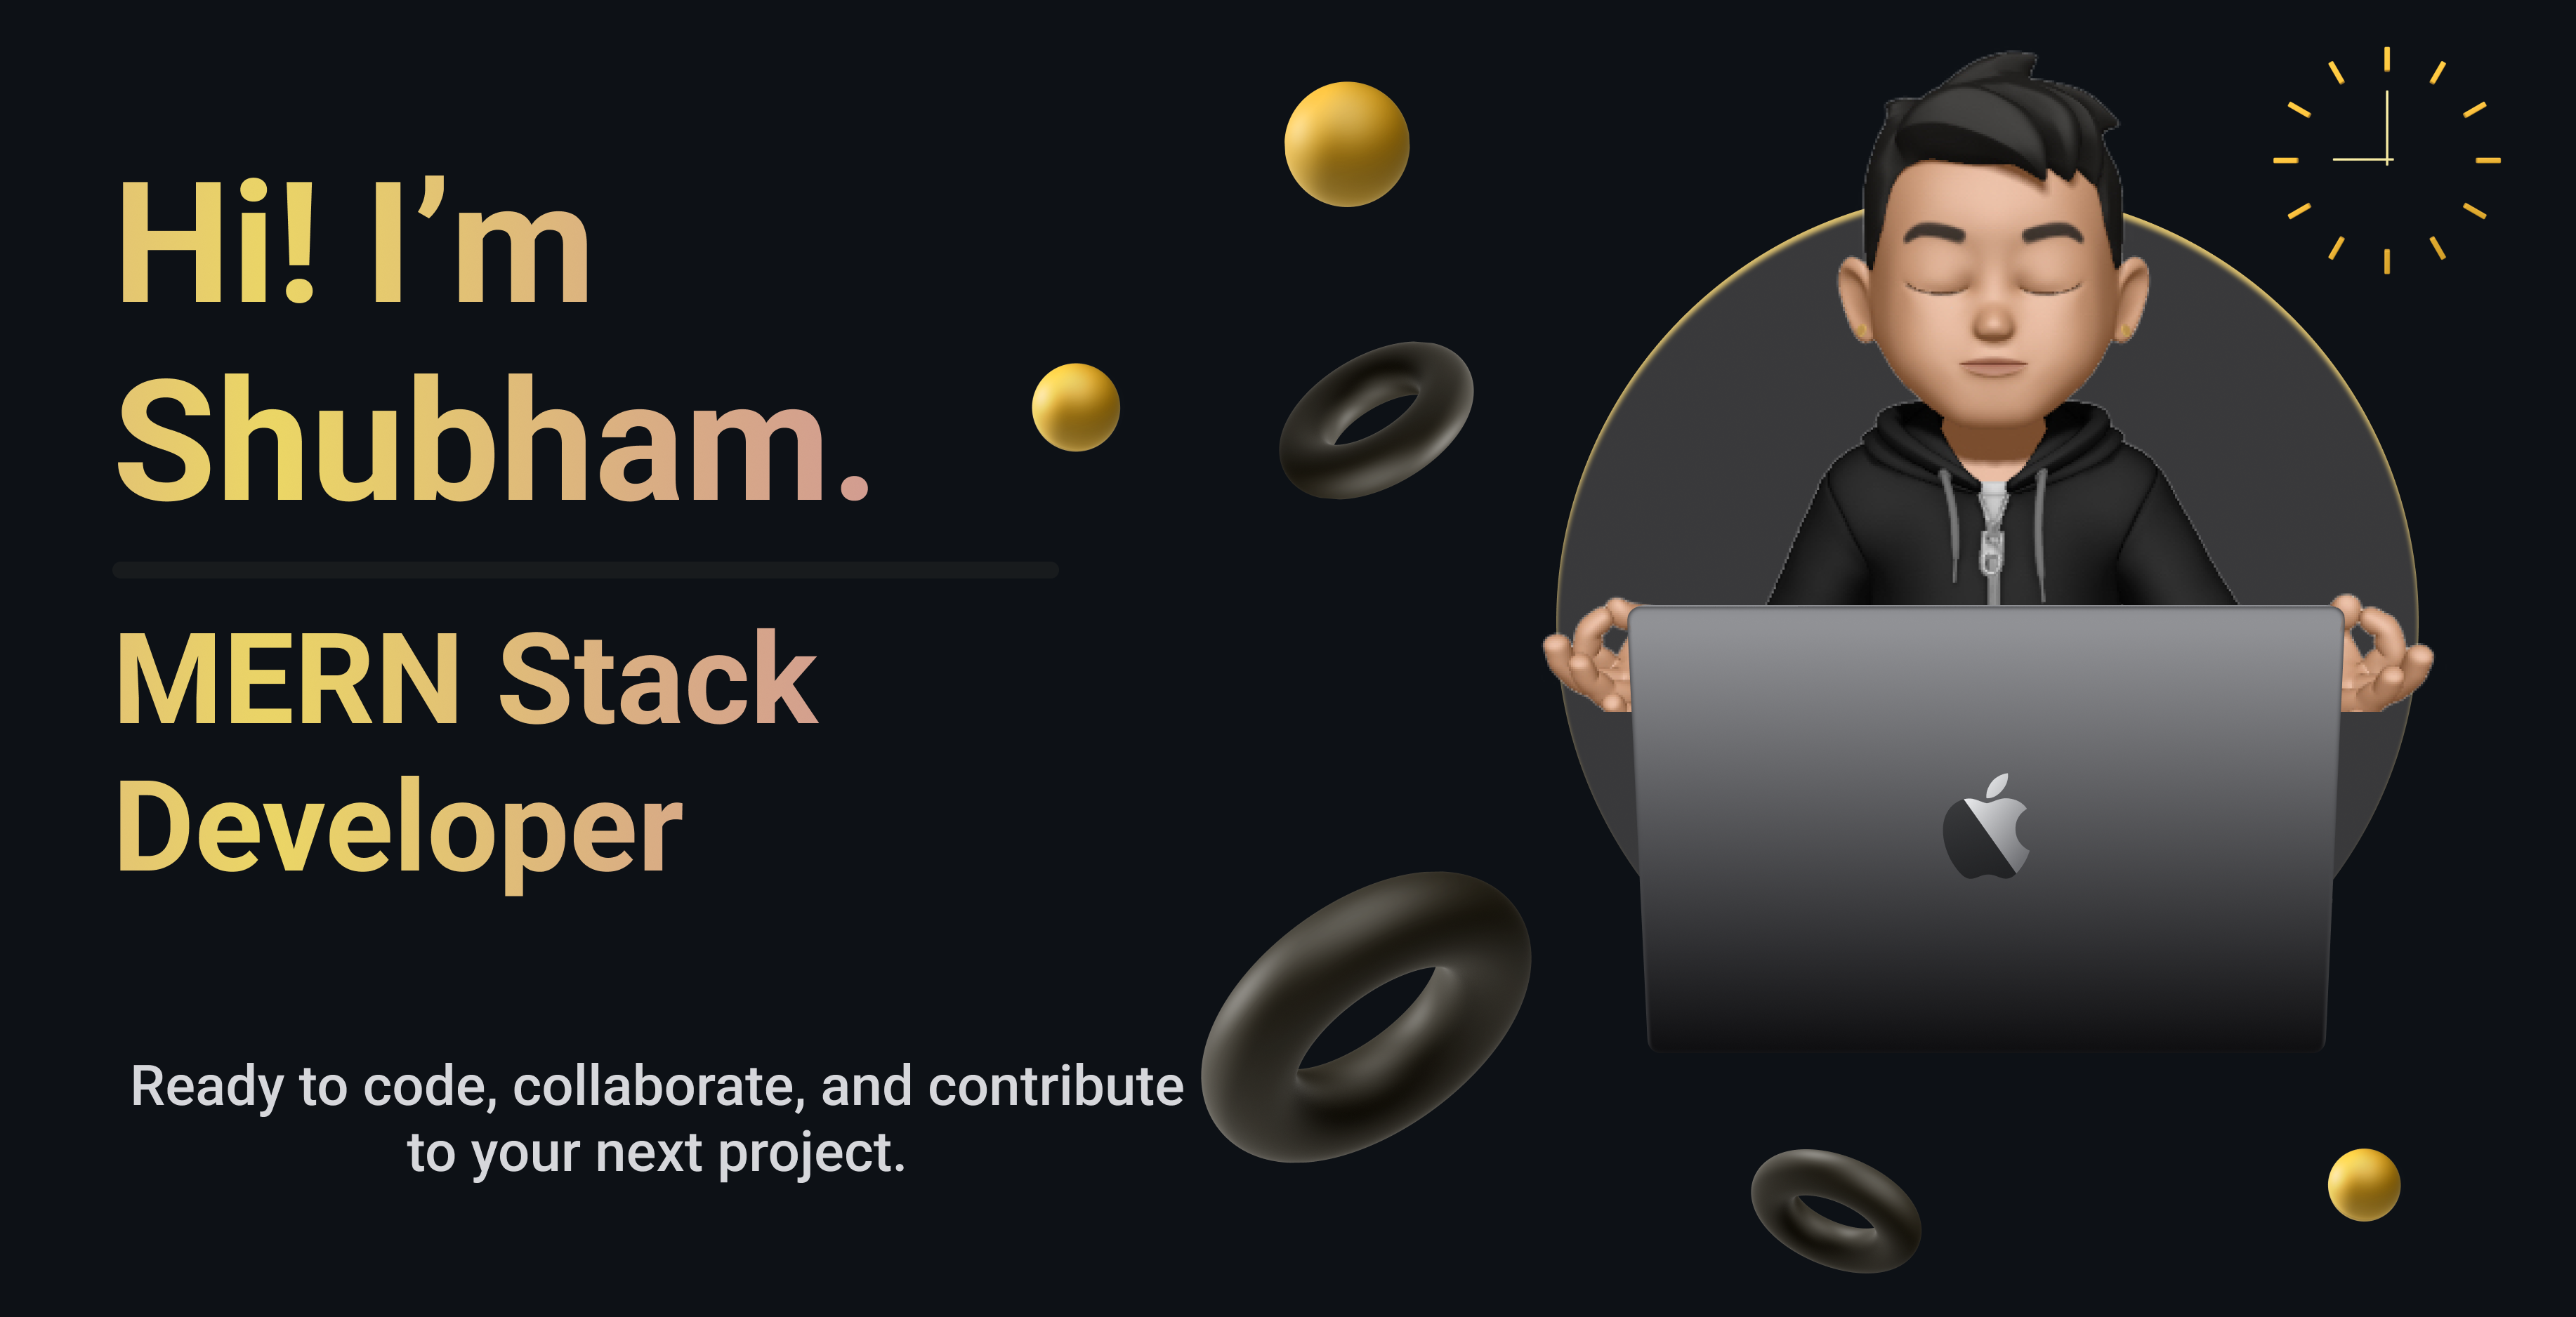 Hi! I’m
Shubham.
MERN Stack
Developer
Ready to code, collaborate, and contribute
to your next project.